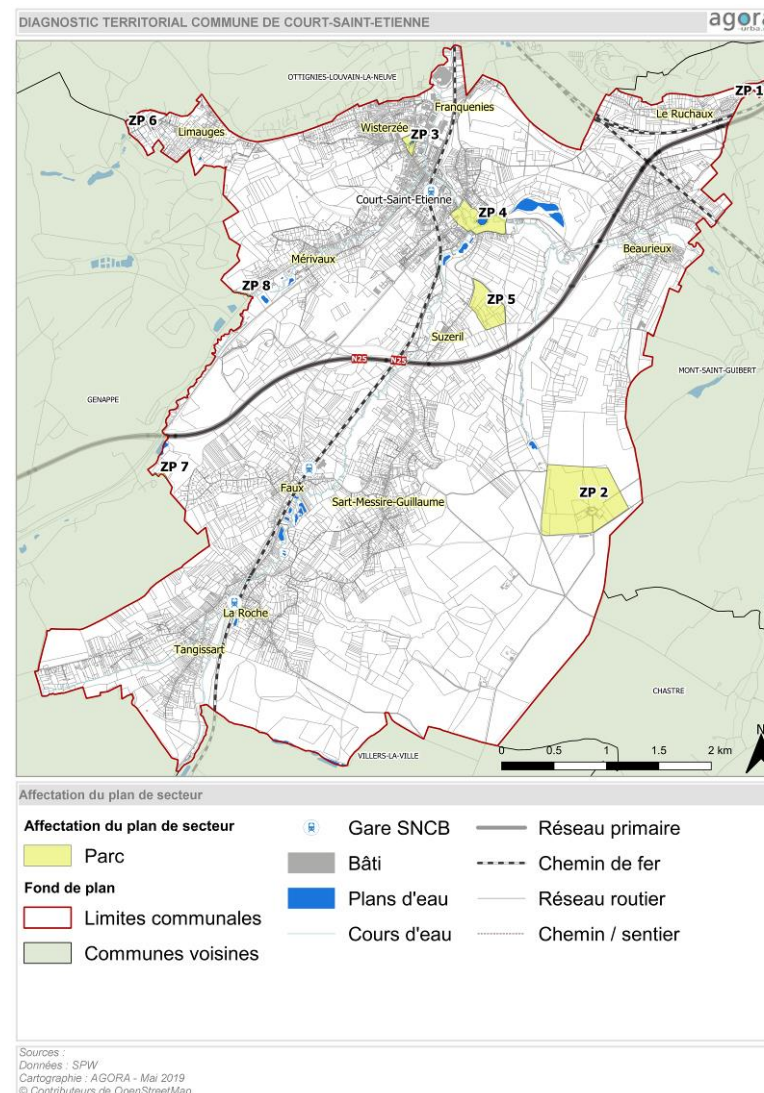 DIAGNOSTIC TERRITORIAL COMMUNE DE COURT-SAINT-ETIENNE
agora
-urba.
OTTIGNIES-LOUVAIN-LA-NEUVE
ZP 1
Franquenies
Le Ruchaux
ZP 6
Limauges
Wisterzée
ZP 3
Court-Saint-Etienne
ZP 4
Beaurieux
Mérivaux
ZP 8
ZP 5
Suzeril
N25
N25
MONT-SAINT-GUIBERT
GENAPPE
ZP 7
Faux
Sart-Messire-Guillaume
ZP 2
La Roche
Tangissart
CHASTRE
VILLERS-LA-VILLE
N
0 0.5 1 1.5 2 km
Affectation du plan de secteur
Affectation du plan de secteur
Parc
Fond de plan
Limites communales
Communes voisines
Gare SNCB
Bâti
Plans d'eau
Cours d'eau
Réseau primaire
Chemin de fer
Réseau routier
Chemin / sentier
Sources :
Données : SPW
Cartographie : AGORA - Mai 2019
© Contributeurs de OpenStreetMap